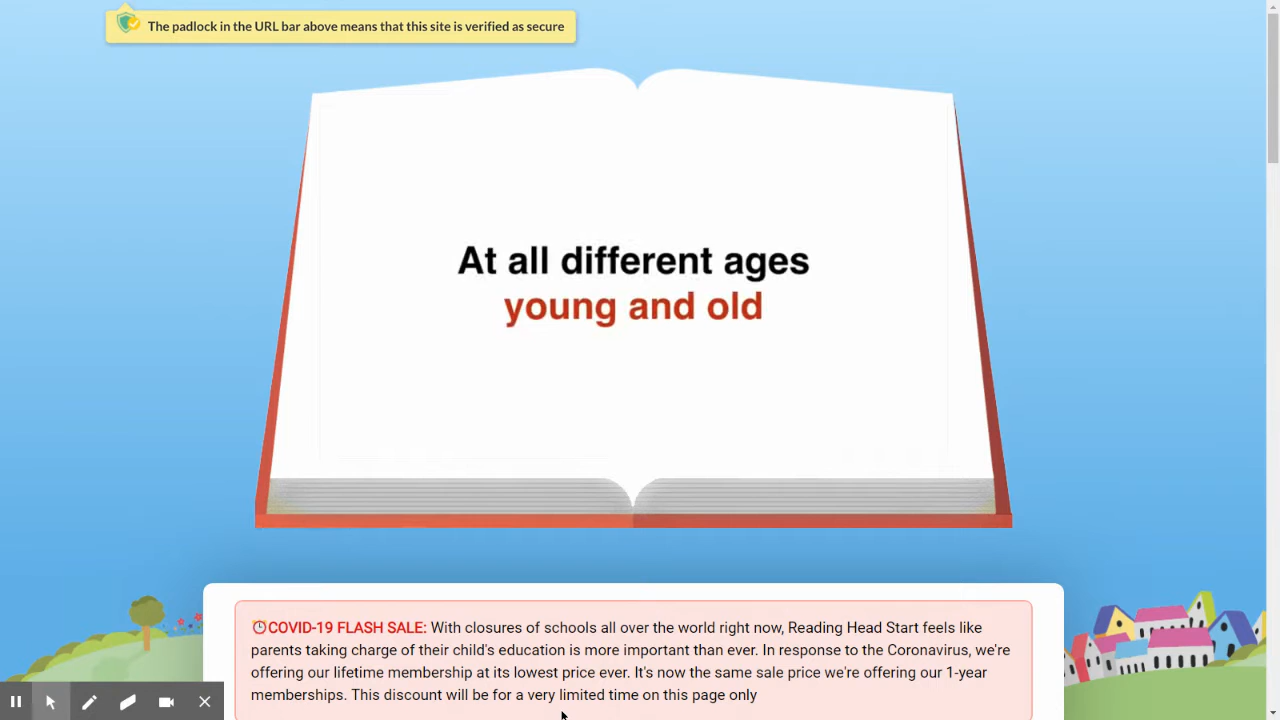 The padlock in the URL bar above means that this site is verified as secure
At all different ages
young and old
COVID-19 FLASH SALE: With closures of schools all over the world right now, Reading Head Start feels like
parents taking charge of their child's education is more important than ever. In response to the Coronavirus, we're
offering our lifetime membership at its lowest price ever. It's now the same sale price we're offering our 1-year
memberships. This discount will be for a very limited time on this page only